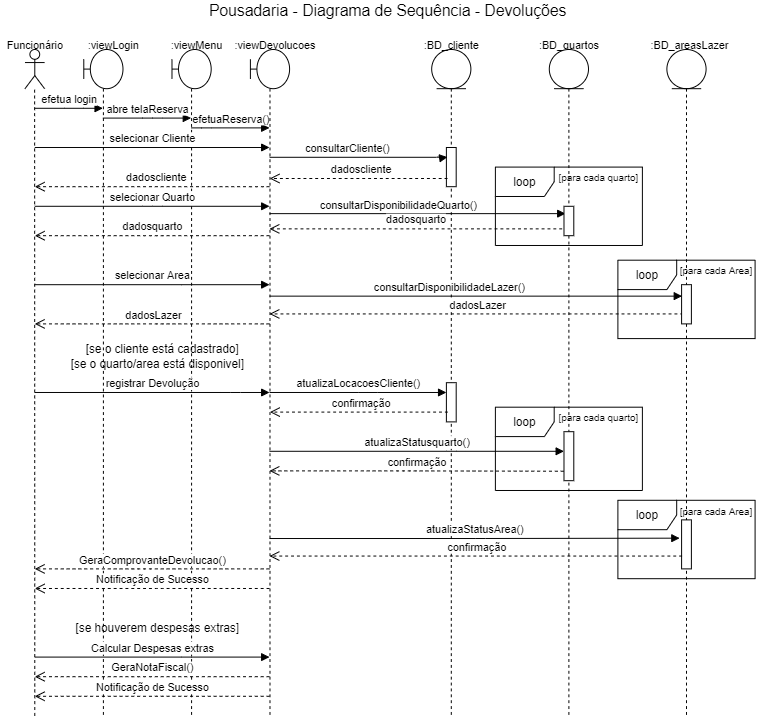 Pousadaria - Diagrama de Sequência - Devoluções
Funcionário
:viewLogin
:viewMenu
:viewDevolucoes
:BD_cliente
:BD_quartos
:BD_areasLazer
efetua login
abre telaReserva
efetuaReserva()
selecionar Cliente
consultarCliente()
dadoscliente
dadoscliente
loop
[para cada quarto]
selecionar Quarto
consultarDisponibilidadeQuarto()
dadosquarto
dadosquarto
loop
[para cada Area]
selecionar Area
consultarDisponibilidadeLazer()
dadosLazer
dadosLazer
[se o cliente está cadastrado]
[se o quarto/area está disponivel]
registrar Devolução
atualizaLocacoesCliente()
confirmação
loop
[para cada quarto]
atualizaStatusquarto()
confirmação
loop
[para cada Area]
atualizaStatusArea()
confirmação
GeraComprovanteDevolucao()
Notificação de Sucesso
[se houverem despesas extras]
Calcular Despesas extras
GeraNotaFiscal()
Notificação de Sucesso